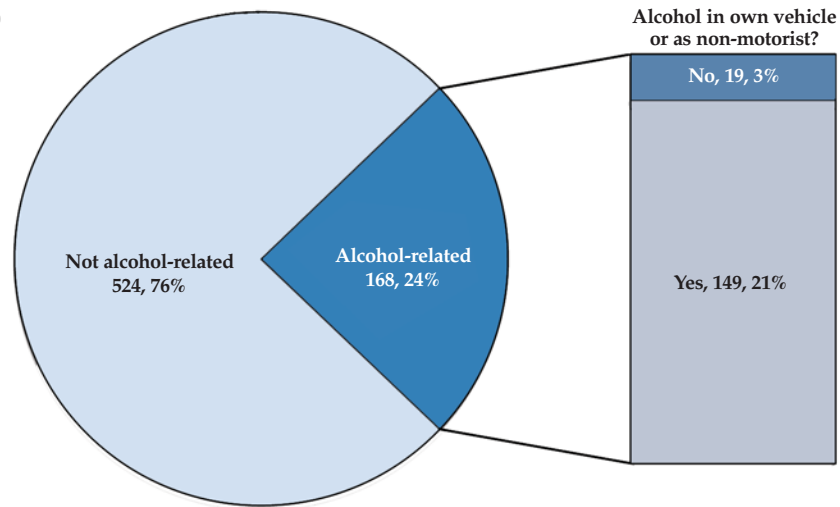 Alcohol in own vehicle
or as non-motorist?
No, 19, 3%
Not alcohol-related
524, 76%
Alcohol-related
168, 24%
Yes, 149, 21%